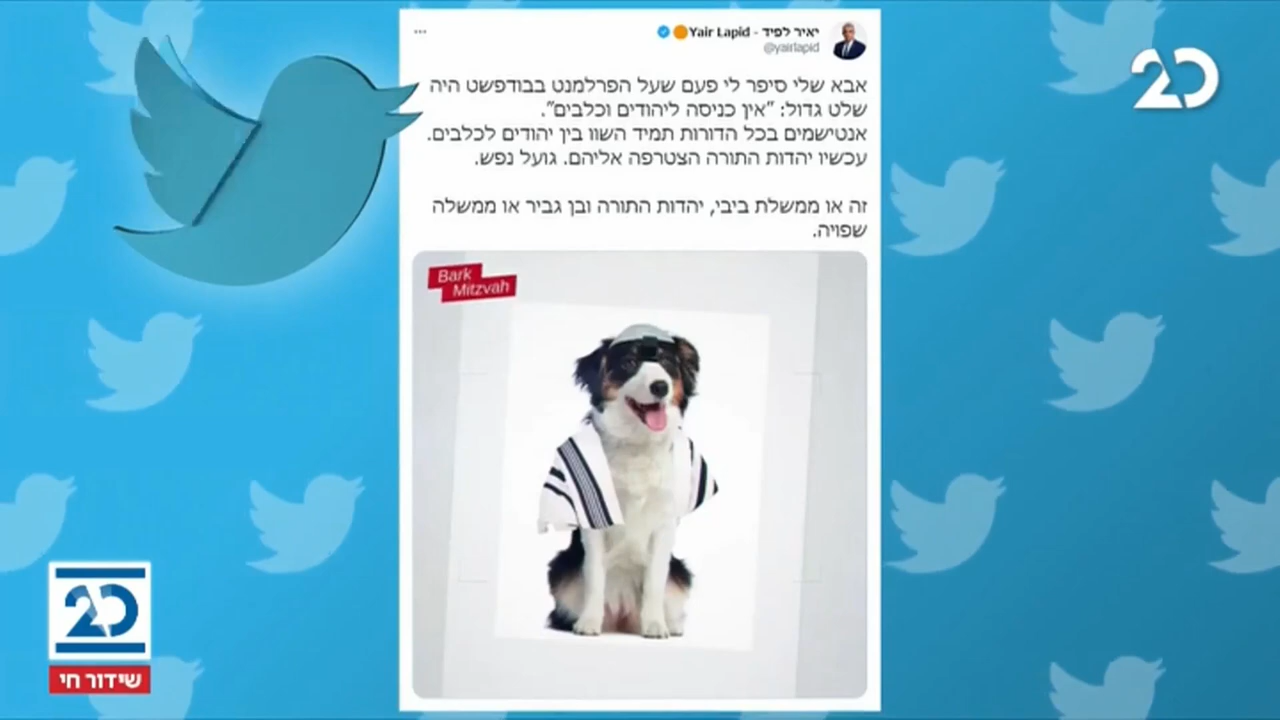 יאיר לפיד - Yair Lapid
@yairlapid
אבא שלי סיפר לי פעם שעל הפרלמנט בבודפשט היה
שלט גדול: "אין כניסה ליהודים וכלבים".
אנטישמים בכל הדורות תמיד השוו בין יהודים לכלבים.
עכשיו יהדות התורה הצטרפה אליהם. גועל נפש.
זה או ממשלת ביבי, יהדות התורה ובן גביר או ממשלה
שפויה.
Bark
Mitzvah
20
20
שידור חי